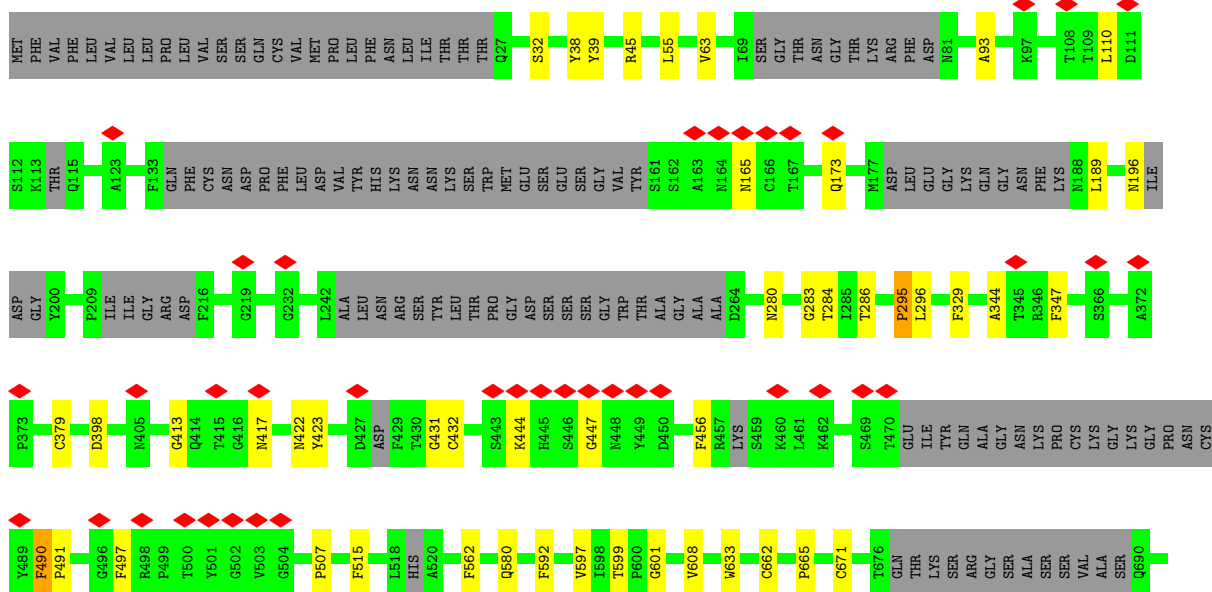 MET PHE VAL PHE LEU VAL LEU LEU PRO LEU VAL SER SER GLN CYS VAL MET PRO LEU PHE ASN LEU ILE THR THR THR Q27 S32 Y38 Y39 R45 L55 V63 I69 SER GLY THR ASN GLY THR LYS ARG PHE ASP N81 A93 K97 T108 T109 L110 D111
S112 K113 THR Q115 A123 F133 GLN PHE CYS ASN ASP PRO PHE LEU ASP VAL TYR HIS LYS ASN ASN LYS SER TRP MET GLU SER GLU SER GLY VAL TYR S161 S162 A163 N164 N165 C166 T167 Q173 M177 ASP LEU GLU GLY LYS GLN GLY ASN PHE LYS N188 L189 N196 ILE
ASP GLY Y200 P209 ILE ILE GLY ARG ASP F216 G219 G232 L242 ALA LEU ASN ARG SER TYR LEU THR PRO GLY ASP SER SER SER GLY TRP THR ALA GLY ALA ALA D264 N280 G283 T284 I285 T286 P295 L296 F329 A344 T345 R346 F347 S366 A372
P373 C379 D398 N405 G413 Q414 T415 G416 N417 N422 Y423 D427 ASP F429 T430 G431 C432 S443 K444 H445 S446 G447 N448 Y449 D450 F456 R457 LYS S459 K460 L461 K462 S469 T470 GLU ILE TYR GLN ALA GLY ASN LYS PRO CYS LYS GLY LYS GLY PRO ASN CYS
Y489 F490 P491 G496 F497 R498 P499 T500 Y501 G502 V503 G504 P507 F515 L518 HIS A520 F562 Q580 F592 V597 I598 T599 P600 G601 V608 W633 C662 P665 C671 T676 GLN THR LYS SER ARG GLY SER ALA SER SER VAL ALA SER Q690